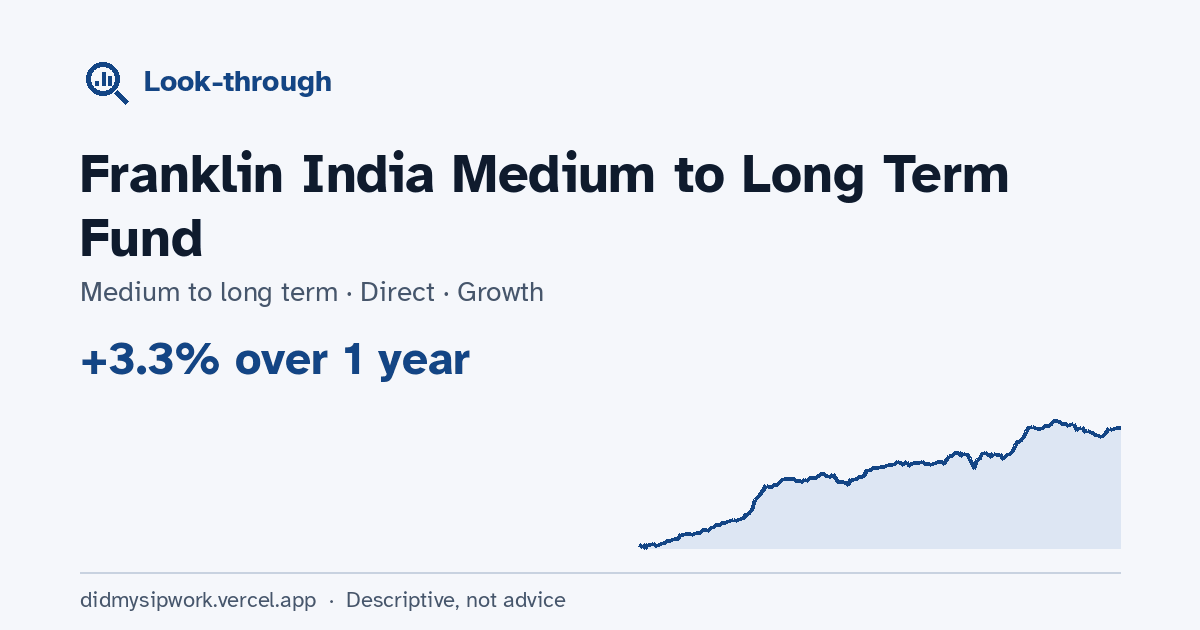 Look-through
Franklin India Medium to Long Term
Fund
Medium to long term · Direct · Growth
+3.3% over 1 year
didmysipwork.vercel.app · Descriptive, not advice